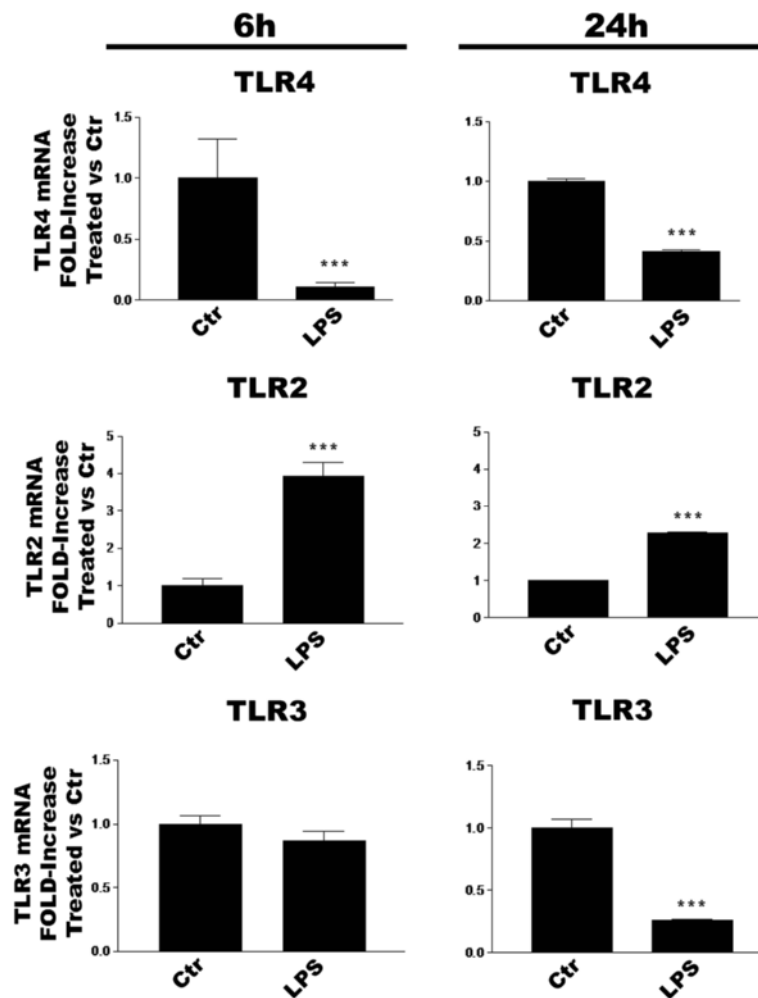 6h
24h
TLR4
TLR4
TLR4 mRNA
FOLD-Increase
Treated vs Ctr
1.5
1.0
0.5
0.0
***
Ctr
LPS
1.5
1.0
0.5
0.0
***
Ctr
LPS
TLR2
TLR2
TLR2 mRNA
FOLD-Increase
Treated vs Ctr
5
4
3
2
1
0
***
Ctr
LPS
5
4
3
2
1
0
***
Ctr
LPS
TLR3
TLR3
TLR3 mRNA
FOLD-Increase
Treated vs Ctr
1.5
1.0
0.5
0.0
Ctr
LPS
1.5
1.0
0.5
0.0
***
Ctr
LPS